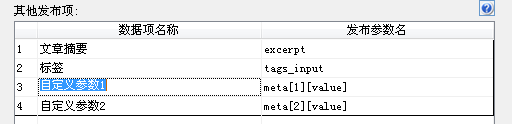 其他发布项:
数据项名称 发布参数名
1 文章摘要 excerpt
2 标签 tags_input
3 自定义参数1 meta[1][value]
4 自定义参数2 meta[2][value]